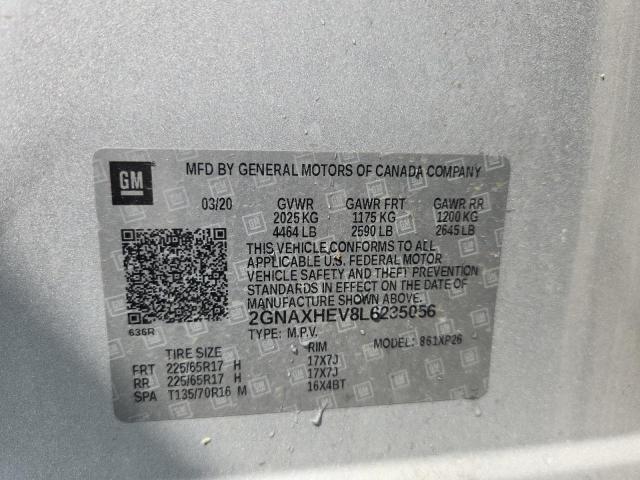 GM
MFD BY GENERAL MOTORS OF CANADA COMPANY
03/20 GVWR GAWR FRT GAWR RR
2025 KG 1175 KG 1200 KG
4464 LB 2590 LB 2645 LB
THIS VEHICLE CONFORMS TO ALL
APPLICABLE U.S. FEDERAL MOTOR
VEHICLE SAFETY AND THEFT PREVENTION
STANDARDS IN EFFECT ON THE DATE OF
MANUFACTURE SHOWN ABOVE.
636R 2GNAXHEV8L6235056
TYPE: M.P.V. MODEL: 861XP26
TIRE SIZE RIM
FRT 225/65R17 H 17X7J
RR 225/65R17 H 17X7J
SPA T135/70R16 M 16X4BT